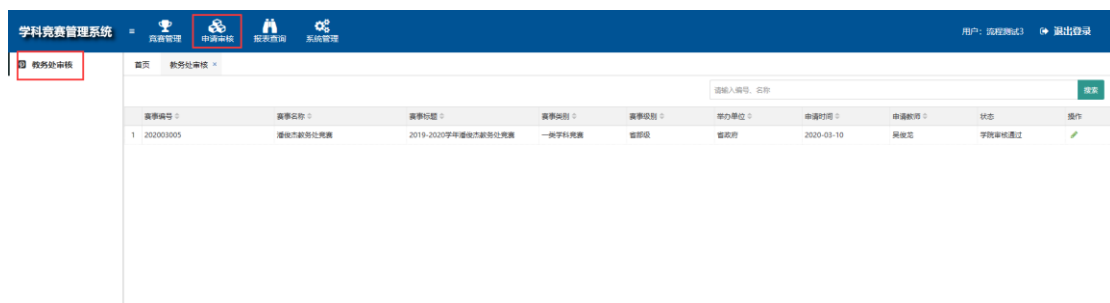 学科竞赛管理系统 竞赛管理 申请审核 报表查询 系统管理 用户：流程测试3 退出登录
教务处审核 首页 教务处审核 ×
请输入编号、名称 搜索
赛事编号 赛事名称 赛事标题 赛事类别 赛事级别 举办单位 申请时间 申请教师 状态 操作
1 202003005 潘俊杰教务处竞赛 2019-2020学年潘俊杰教务处竞赛 一类学科竞赛 省部级 省政府 2020-03-10 吴俊龙 学院审核通过